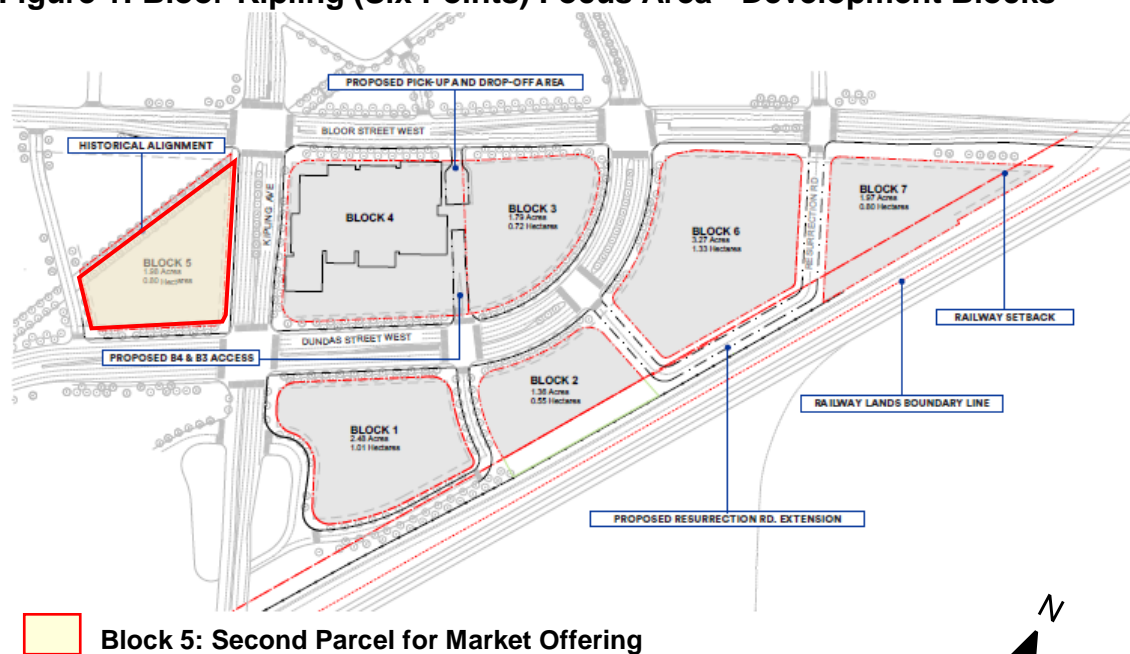 Figure 1: Bloor-Kipling (Six Points) Focus Area - Development Blocks
PROPOSED PICK-UP AND DROP-OFF AREA
BLOOR STREET WEST
HISTORICAL ALIGNMENT
KIPLING AVE
BLOCK 4
BLOCK 3
1.79 Acres
0.72 Hectares
BLOCK 7
1.97 Acres
0.80 Hectares
RESURRECTION RD
BLOCK 6
3.27 Acres
1.33 Hectares
BLOCK 5
1.98 Acres
0.80 Hectares
RAILWAY SETBACK
DUNDAS STREET WEST
PROPOSED B4 & B3 ACCESS
BLOCK 2
1.36 Acres
0.55 Hectares
RAILWAY LANDS BOUNDARY LINE
BLOCK 1
2.48 Acres
1.01 Hectares
PROPOSED RESURRECTION RD. EXTENSION
N
Block 5: Second Parcel for Market Offering